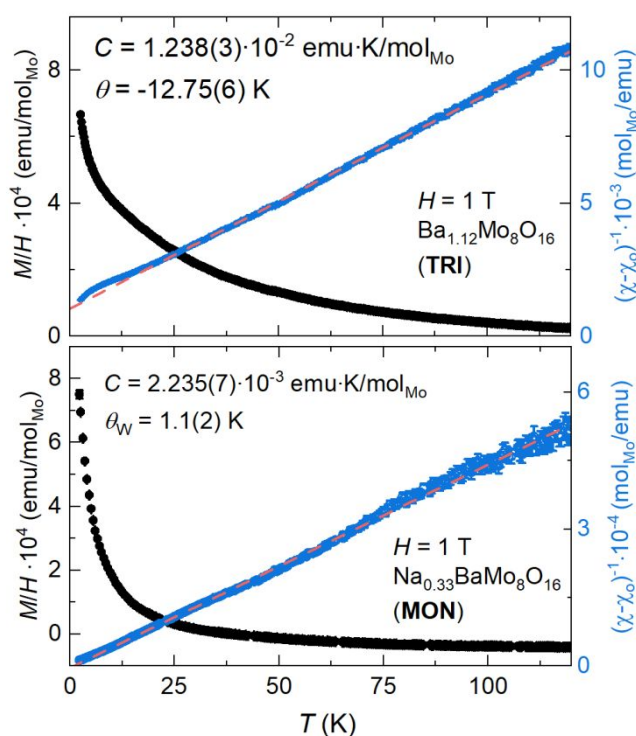 C = 1.238(3)·10⁻² emu·K/mol_Mo
θ = -12.75(6) K
H = 1 T
Ba₁.₁₂Mo₈O₁₆
(TRI)
M/H ·10⁴ (emu/mol_Mo)
8
4
0
(χ-χₒ)⁻¹·10⁻³ (mol_Mo/emu)
10
5
0
C = 2.235(7)·10⁻³ emu·K/mol_Mo
θ_W = 1.1(2) K
H = 1 T
Na₀.₃₃BaMo₈O₁₆
(MON)
M/H ·10⁴ (emu/mol_Mo)
8
6
4
2
0
(χ-χₒ)⁻¹·10⁻⁴ (mol_Mo/emu)
6
3
0
0 25 50 75 100
T (K)